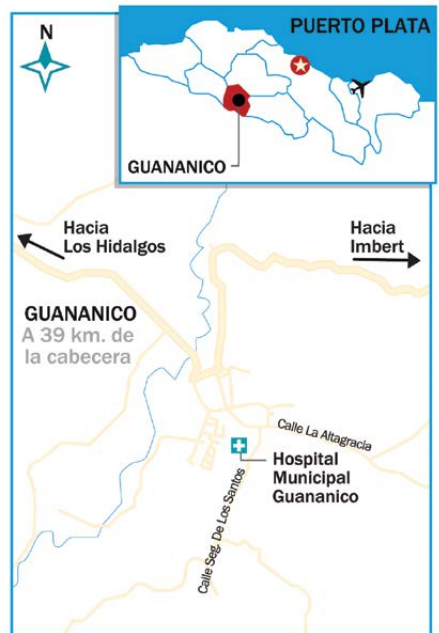 N
PUERTO PLATA
GUANANICO
Hacia
Los Hidalgos
Hacia
Imbert
GUANANICO
A 39 km. de
la cabecera
Calle La Altagracia
Hospital
Municipal
Guananico
Calle Seg. De Los Santos